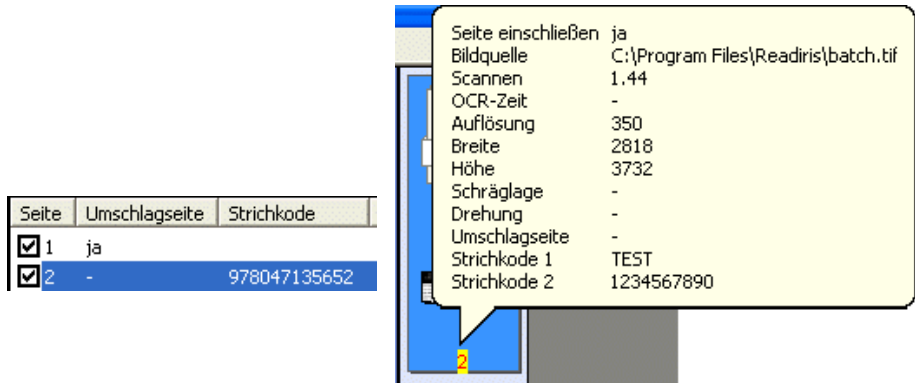 Seite Umschlagseite Strichkode
1 ja
2 - 978047135652
Seite einschließen ja
Bildquelle C:\Program Files\Readiris\batch.tif
Scannen 1.44
OCR-Zeit -
Auflösung 350
Breite 2818
Höhe 3732
Schräglage -
Drehung -
Umschlagseite -
Strichkode 1 TEST
Strichkode 2 1234567890
2